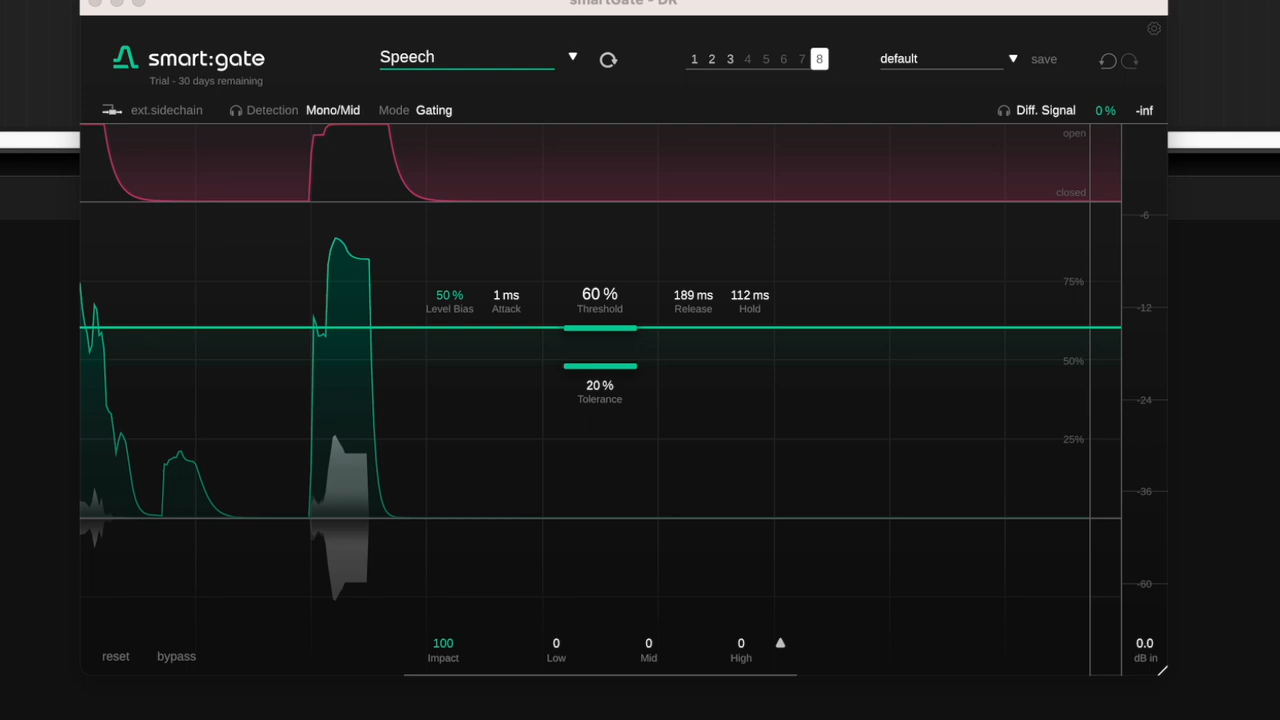 smartGate - DR
smart:gate
Trial - 30 days remaining
Speech
1 2 3 4 5 6 7 8
default
save
ext.sidechain
Detection Mono/Mid
Mode Gating
Diff. Signal 0 % -inf
open
closed
-6
75%
-12
50%
-24
25%
-36
-60
50 %
Level Bias
1 ms
Attack
60 %
Threshold
189 ms
Release
112 ms
Hold
20 %
Tolerance
reset
bypass
100
Impact
0
Low
0
Mid
0
High
0.0
dB in